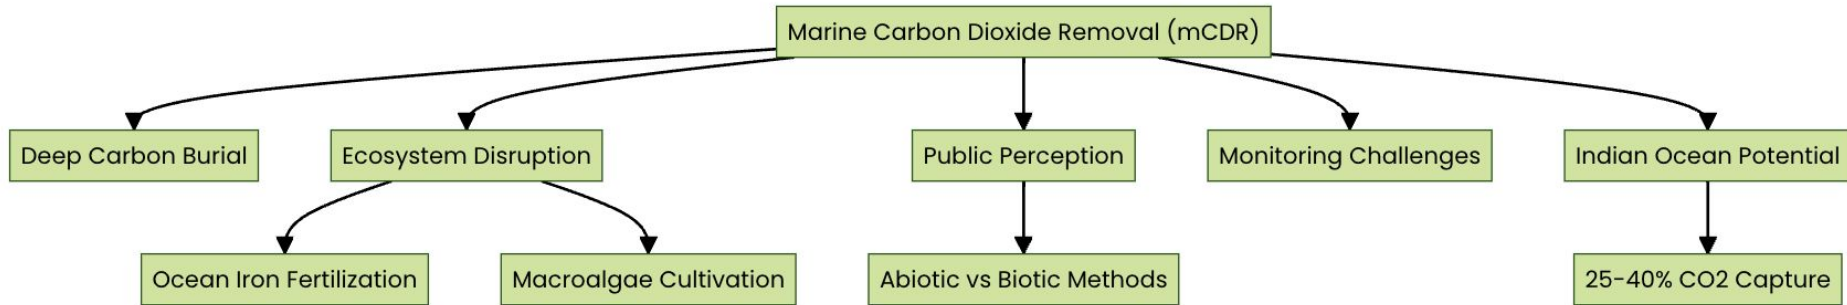 Marine Carbon Dioxide Removal (mCDR)
Deep Carbon Burial
Ecosystem Disruption
Public Perception
Monitoring Challenges
Indian Ocean Potential
Ocean Iron Fertilization
Macroalgae Cultivation
Abiotic vs Biotic Methods
25-40% CO2 Capture